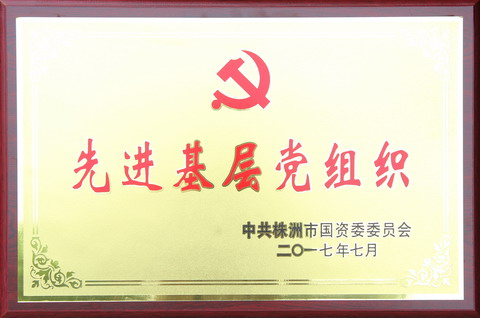 先进基层党组织
中共株洲市国资委委员会
二〇一七年七月